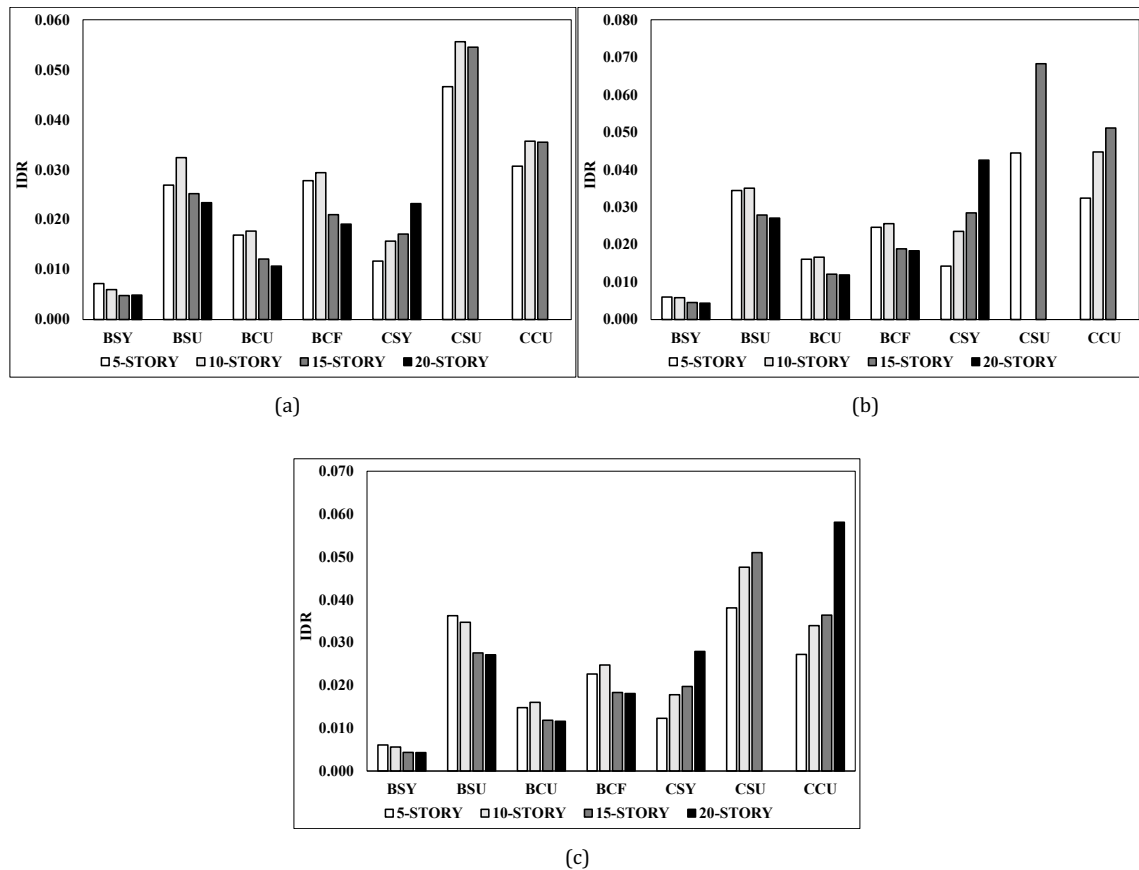 0.060
0.050
0.040
0.030
0.020
0.010
0.000
IDR
BSY BSU BCU BCF CSY CSU CCU
5-STORY 10-STORY 15-STORY 20-STORY
(a)
0.080
0.070
0.060
0.050
0.040
0.030
0.020
0.010
0.000
IDR
BSY BSU BCU BCF CSY CSU CCU
5-STORY 10-STORY 15-STORY 20-STORY
(b)
0.070
0.060
0.050
0.040
0.030
0.020
0.010
0.000
IDR
BSY BSU BCU BCF CSY CSU CCU
5-STORY 10-STORY 15-STORY 20-STORY
(c)